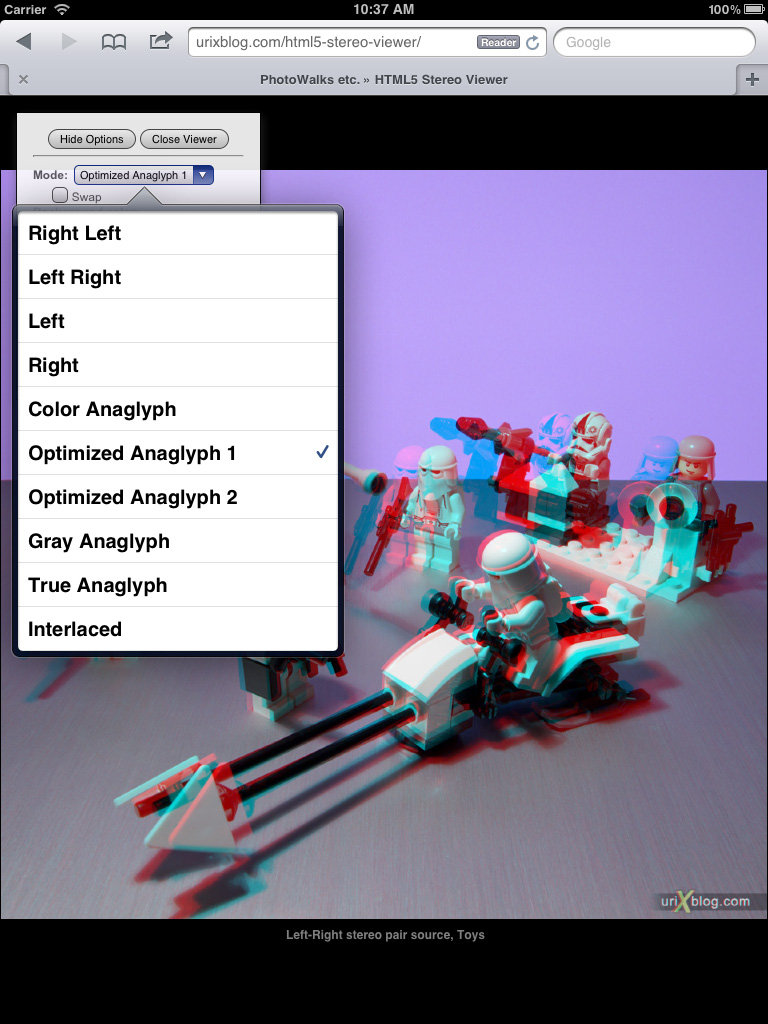 Carrier 10:37 AM 100%
urixblog.com/html5-stereo-viewer/ Reader Google
PhotoWalks etc. » HTML5 Stereo Viewer
Hide Options Close Viewer
Mode: Optimized Anaglyph 1
Swap
Right Left
Left Right
Left
Right
Color Anaglyph
Optimized Anaglyph 1
Optimized Anaglyph 2
Gray Anaglyph
True Anaglyph
Interlaced
uriXblog.com
Left-Right stereo pair source, Toys